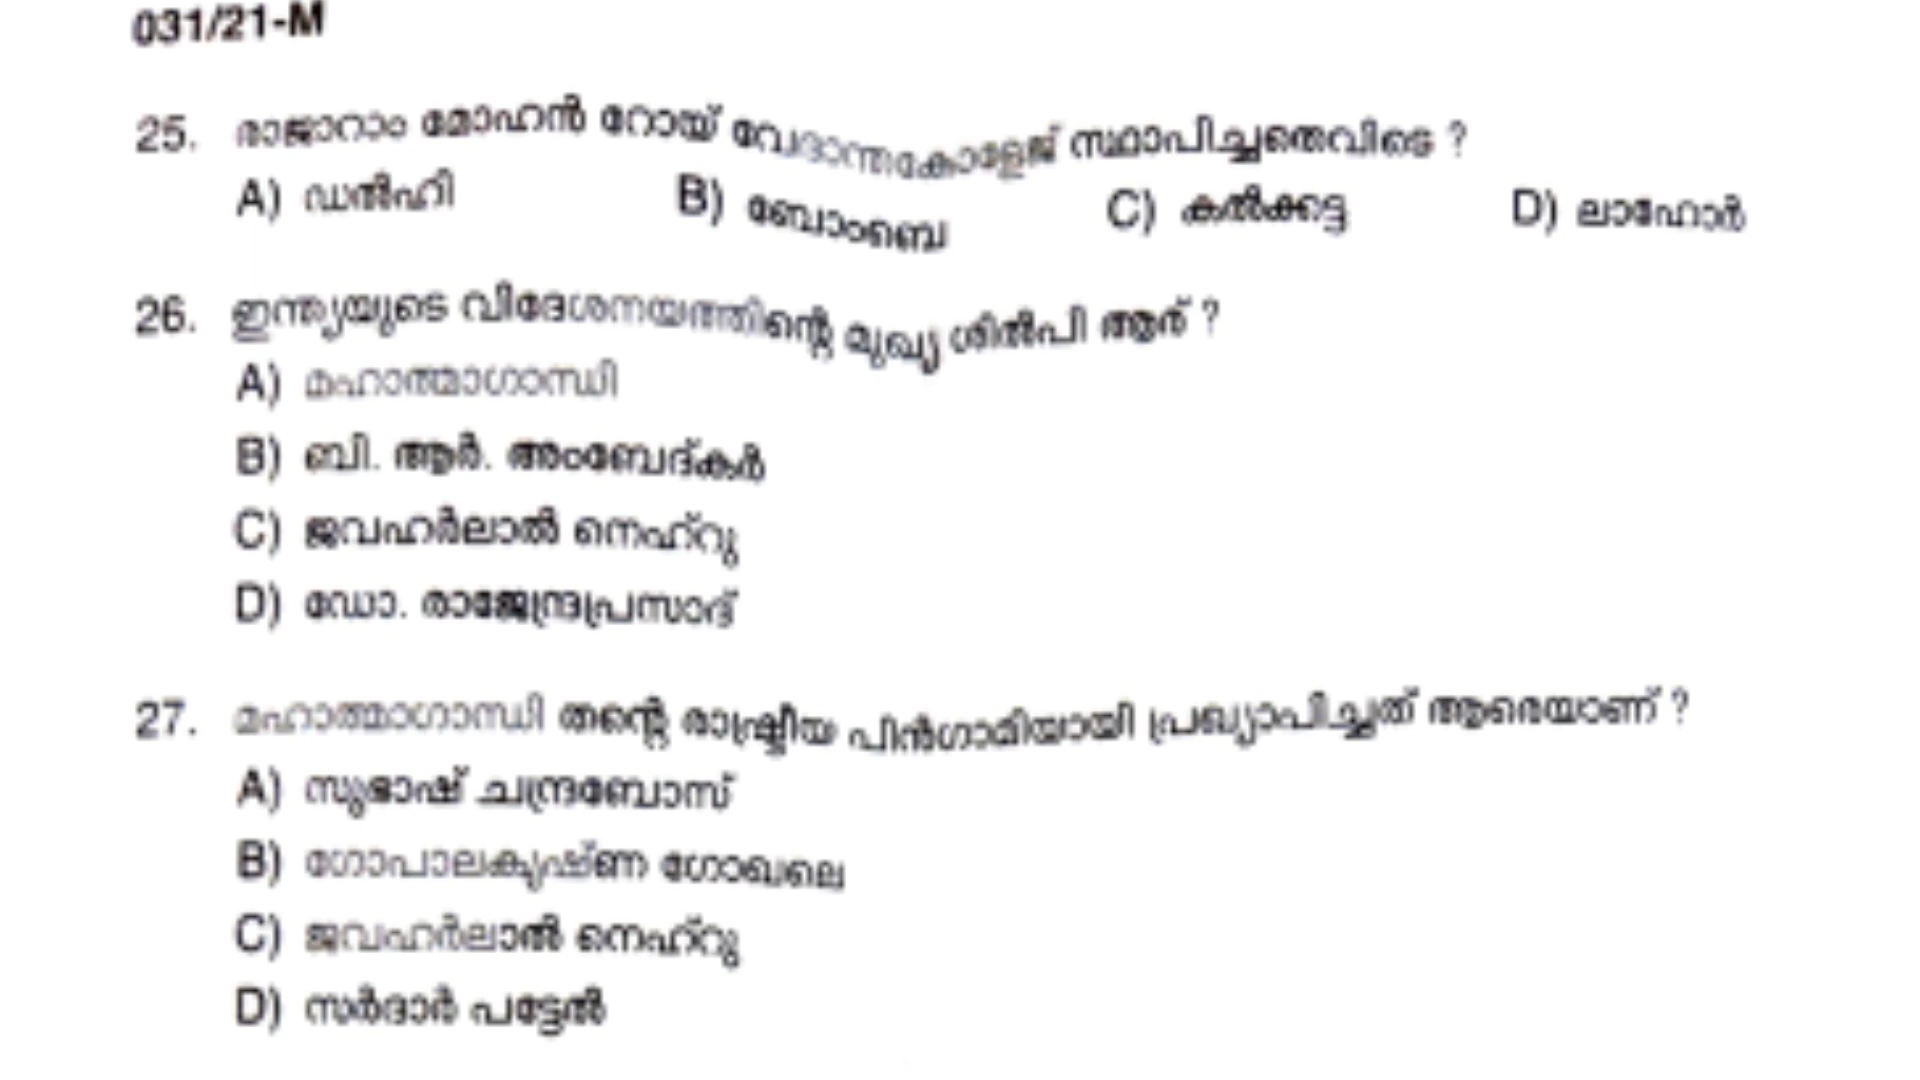 031/21-M
25. രാജാറാം മോഹൻ റോയ് വേദാന്തകോളേജ് സ്ഥാപിച്ചതെവിടെ ?
A) ഡൽഹി B) ബോംബെ C) കൽക്കട്ട D) ലാഹോർ
26. ഇന്ത്യയുടെ വിദേശനയത്തിന്റെ മുഖ്യ ശിൽപി ആര് ?
A) മഹാത്മാഗാന്ധി
B) ബി. ആർ. അംബേദ്കർ
C) ജവഹർലാൽ നെഹ്റു
D) ഡോ. രാജേന്ദ്രപ്രസാദ്
27. മഹാത്മാഗാന്ധി തന്റെ രാഷ്ട്രീയ പിൻഗാമിയായി പ്രഖ്യാപിച്ചത് ആരെയാണ് ?
A) സുഭാഷ് ചന്ദ്രബോസ്
B) ഗോപാലകൃഷ്ണ ഗോഖലെ
C) ജവഹർലാൽ നെഹ്റു
D) സർദാർ പട്ടേൽ